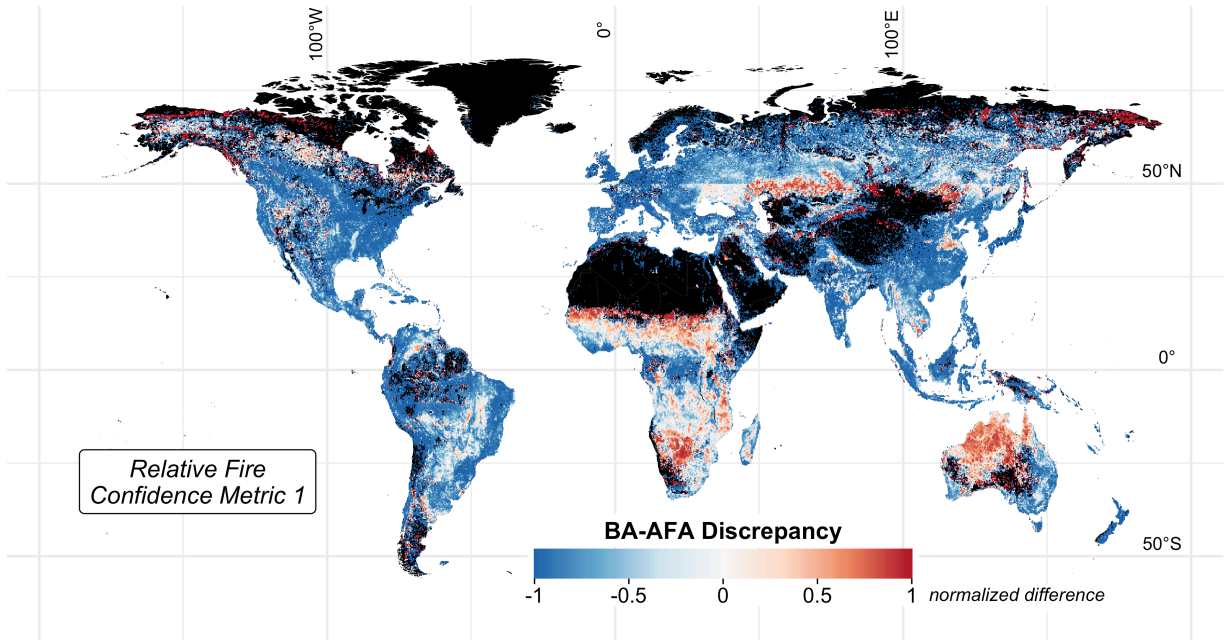 100°W
0°
100°E
50°N
0°
50°S
Relative Fire
Confidence Metric 1
BA-AFA Discrepancy
-1 -0.5 0 0.5 1 normalized difference